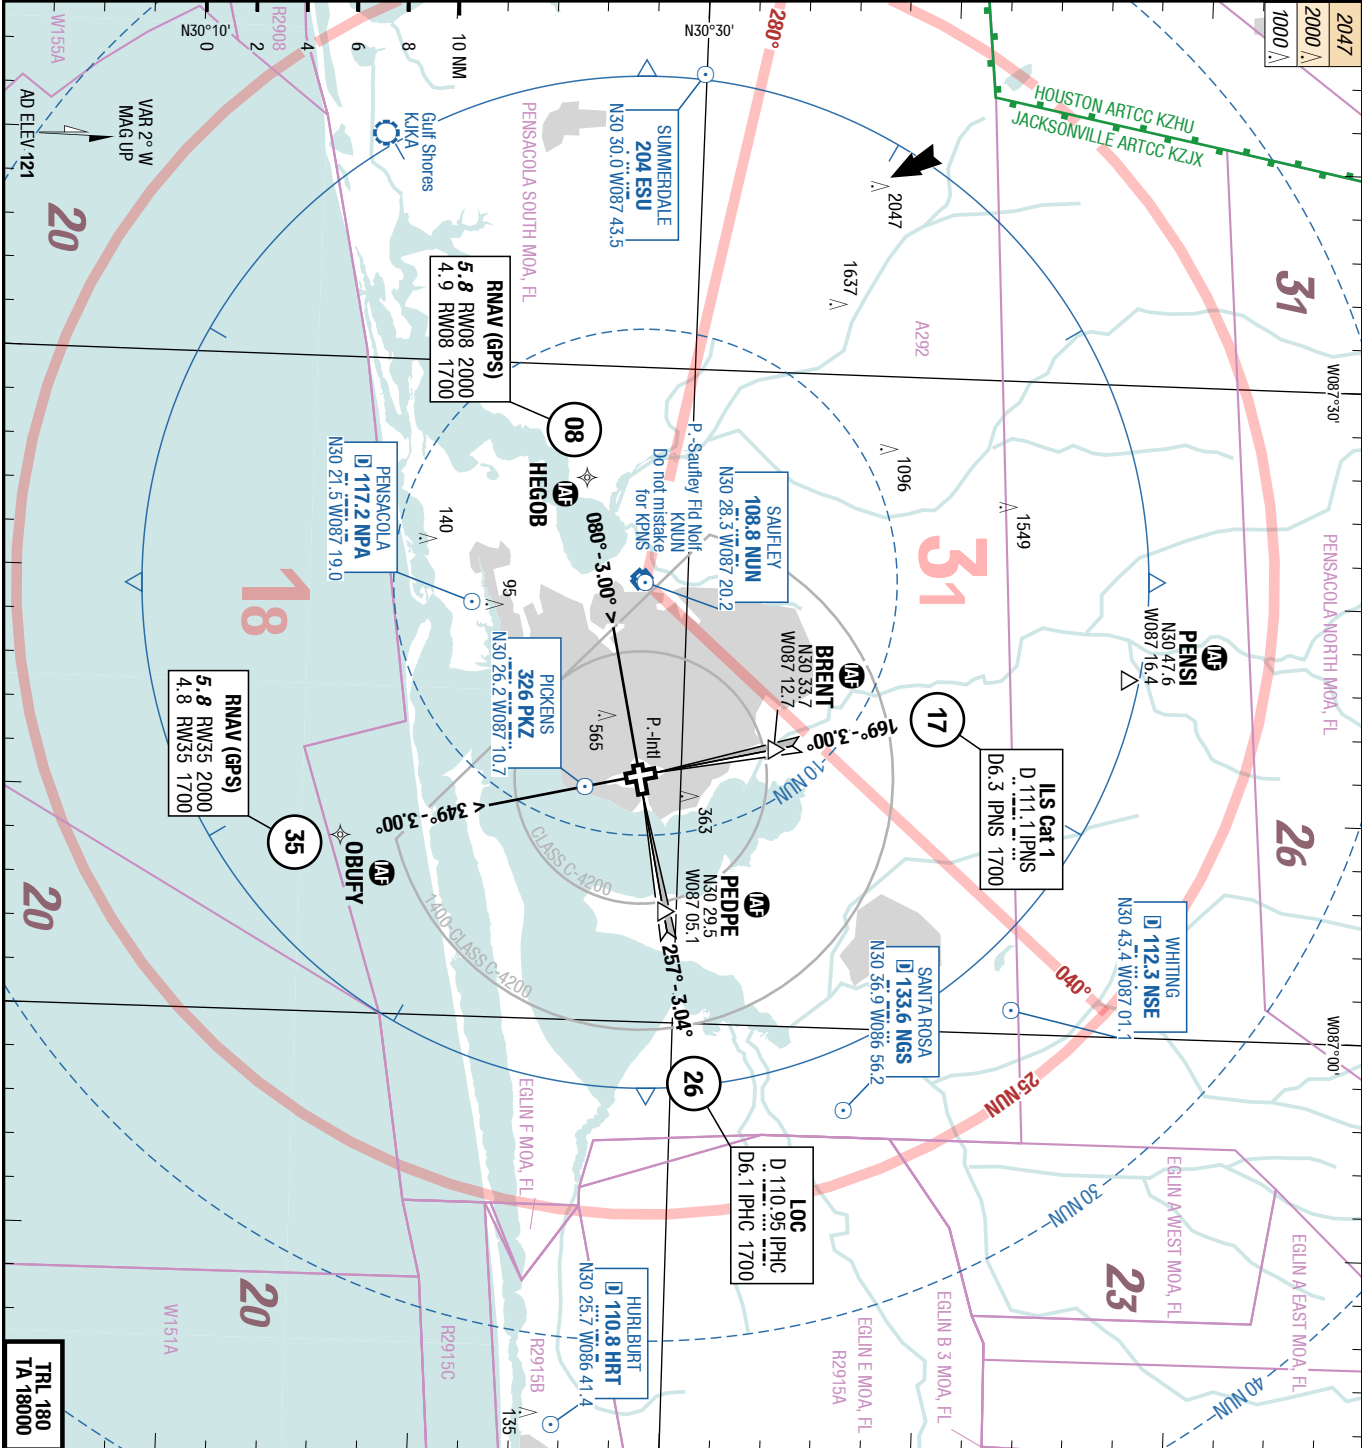 2047
2000
1000
W155A
R2908
N30°10'
0
2
4
6
8
10 NM
N30°30'
280°
HOUSTON ARTCC KZHU
JACKSONVILLE ARTCC KZJX
VAR 2° W
MAG UP
AD ELEV 121
Gulf Shores
KJKA
PENSACOLA SOUTH MOA, FL
SUMMERDALE
204 ESU
N30 30.0 W087 43.5
2047
1637
A292
31
20
W087°30'
RNAV (GPS)
5.8 RW08 2000
4.9 RW08 1700
08
IAF
HEGOB
080°-3.00° >
P.-Saufley Fld Nolf
KNUN
Do not mistake
for KPNS
SAUFLEY
108.8 NUN
N30 28.3 W087 20.2
1096
1549
31
PENSACOLA NORTH MOA, FL
PENSACOLA
D 117.2 NPA
N30 21.5 W087 19.0
140
95
18
PICKENS
326 PKZ
N30 26.2 W087 10.7
565
P.-Intl
363
IAF
BRENT
N30 33.7
W087 12.7
IAF
PENSI
N30 47.6
W087 16.4
169°-3.00°
17
ILS Cat 1
D 111.1 IPNS
D6.3 IPNS 1700
10 NUN
RNAV (GPS)
5.8 RW35 2000
4.8 RW35 1700
35
IAF
OBUFY
< 349°-3.00°
CLASS C-4200
1400-CLASS C-4200
IAF
PEDPE
N30 29.5
W087 05.1
257° - 3.04°
26
LOC
D 110.95 IPHC
D6.1 IPHC 1700
SANTA ROSA
D 133.6 NGS
N30 36.9 W086 56.2
WHITING
D 112.3 NSE
N30 43.4 W087 01.1
040°
25 NUN
26
W087°00'
20
EGLIN F MOA, FL
30 NUN
EGLIN A WEST MOA, FL
EGLIN A EAST MOA, FL
23
20
W151A
R2915C
R2915B
HURLBURT
D 110.8 HRT
N30 25.7 W086 41.4
135
EGLIN E MOA, FL
R2915A
EGLIN B 3 MOA, FL
40 NUN
TRL 180
TA 18000